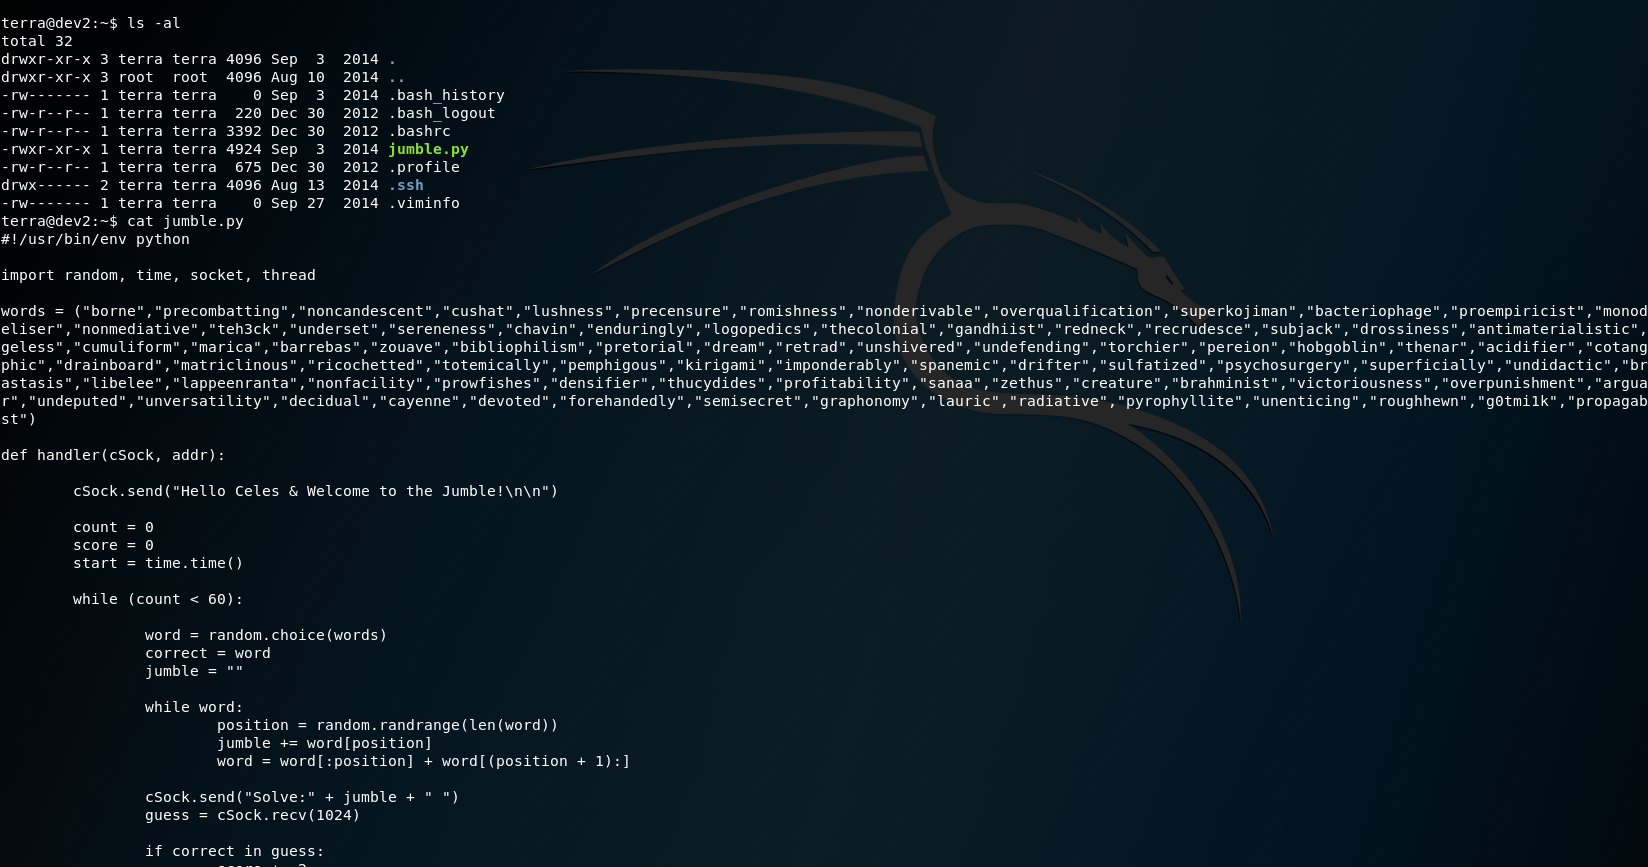 terra@dev2:~$ ls -al
total 32
drwxr-xr-x 3 terra terra 4096 Sep  3  2014 .
drwxr-xr-x 3 root  root  4096 Aug 10  2014 ..
-rw------- 1 terra terra    0 Sep  3  2014 .bash_history
-rw-r--r-- 1 terra terra  220 Dec 30  2012 .bash_logout
-rw-r--r-- 1 terra terra 3392 Dec 30  2012 .bashrc
-rwxr-xr-x 1 terra terra 4924 Sep  3  2014 jumble.py
-rw-r--r-- 1 terra terra  675 Dec 30  2012 .profile
drwx------ 2 terra terra 4096 Aug 13  2014 .ssh
-rw------- 1 terra terra    0 Sep 27  2014 .viminfo
terra@dev2:~$ cat jumble.py
#!/usr/bin/env python
import random, time, socket, thread
words = ("borne","precombatting","noncandescent","cushat","lushness","precensure","romishness","nonderivable","overqualification","superkojiman","bacteriophage","proempiricist","monod
eliser","nonmediative","teh3ck","underset","sereneness","chavin","enduringly","logopedics","thecolonial","gandhiist","redneck","recrudesce","subjack","drossiness","antimaterialistic",
geless","cumuliform","marica","barrebas","zouave","bibliophilism","pretorial","dream","retrad","unshivered","undefending","torchier","pereion","hobgoblin","thenar","acidifier","cotang
phic","drainboard","matriclinous","ricochetted","totemically","pemphigous","kirigami","imponderably","spanemic","drifter","sulfatized","psychosurgery","superficially","undidactic","br
astasis","libelee","lappeenranta","nonfacility","prowfishes","densifier","thucydides","profitability","sanaa","zethus","creature","brahminist","victoriousness","overpunishment","argua
r","undeputed","unversatility","decidual","cayenne","devoted","forehandedly","semisecret","graphonomy","lauric","radiative","pyrophyllite","unenticing","roughhewn","g0tmi1k","propagab
st")
def handler(cSock, addr):
        cSock.send("Hello Celes & Welcome to the Jumble!\n\n")
        count = 0
        score = 0
        start = time.time()
        while (count < 60):
                word = random.choice(words)
                correct = word
                jumble = ""
                while word:
                        position = random.randrange(len(word))
                        jumble += word[position]
                        word = word[:position] + word[(position + 1):]
                cSock.send("Solve:" + jumble + " ")
                guess = cSock.recv(1024)
                if correct in guess: